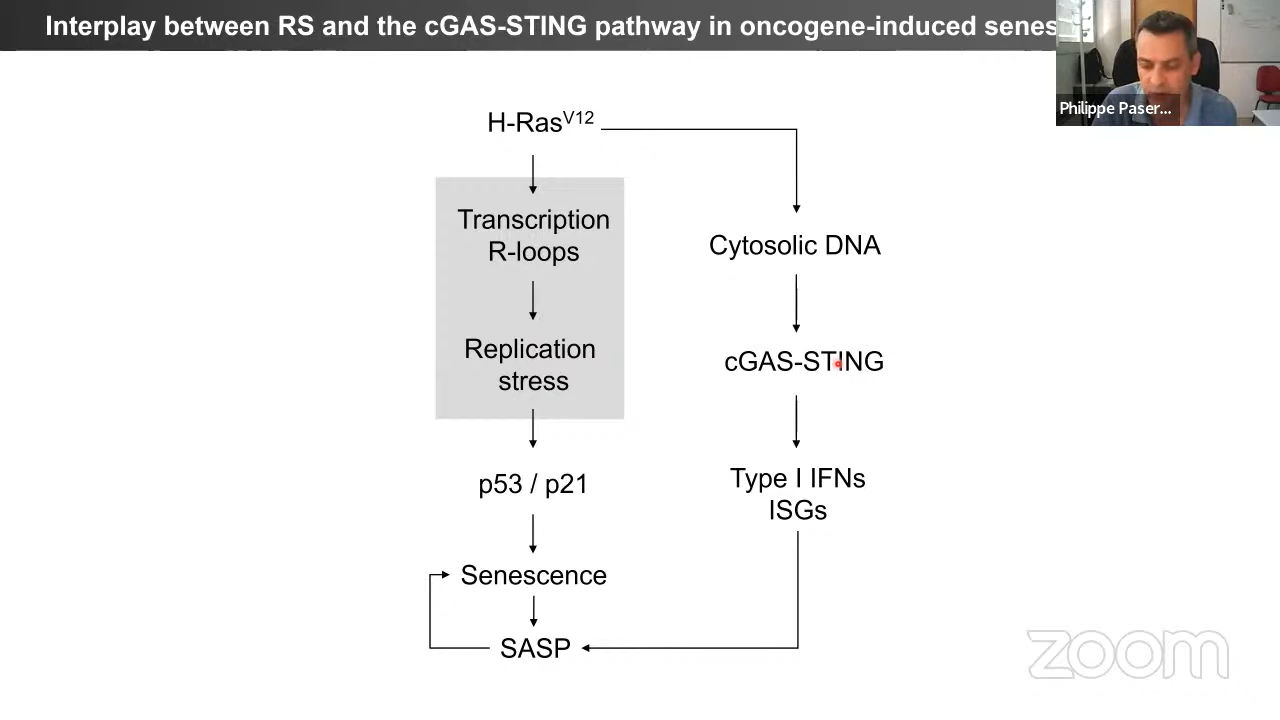 Interplay between RS and the cGAS-STING pathway in oncogene-induced senes
Philippe Paser...
H-RasV12
Transcription
R-loops
Replication
stress
p53 / p21
Senescence
SASP
Cytosolic DNA
cGAS-STING
Type I IFNs
ISGs
zoom